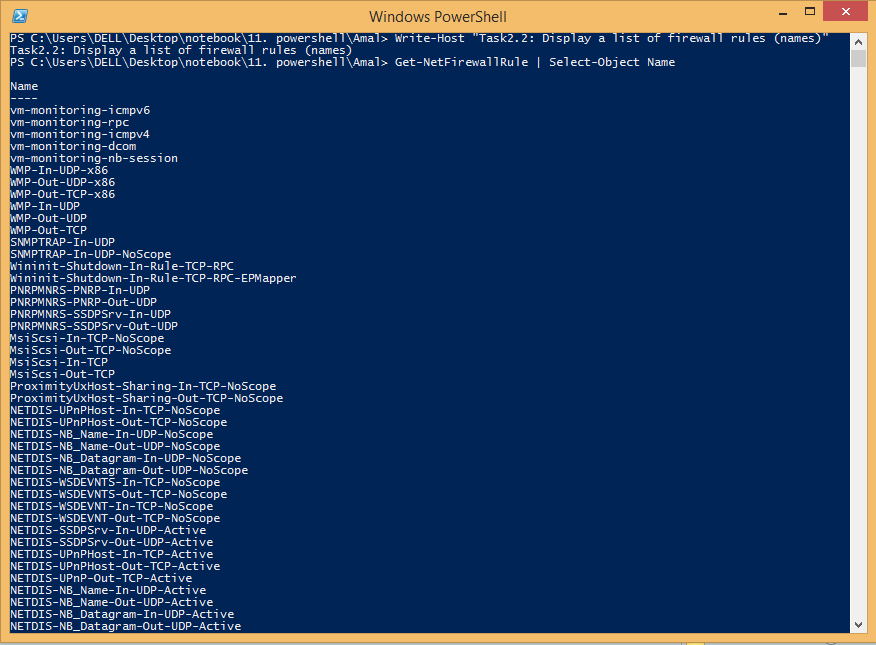 Windows PowerShell
PS C:\Users\DELL\Desktop\notebook\11. powershell\Amal> Write-Host "Task2.2: Display a list of firewall rules (names)"
Task2.2: Display a list of firewall rules (names)
PS C:\Users\DELL\Desktop\notebook\11. powershell\Amal> Get-NetFirewallRule | Select-Object Name
Name
----
vm-monitoring-icmpv6
vm-monitoring-rpc
vm-monitoring-icmpv4
vm-monitoring-dcom
vm-monitoring-nb-session
WMP-In-UDP-x86
WMP-Out-UDP-x86
WMP-Out-TCP-x86
WMP-In-UDP
WMP-Out-UDP
WMP-Out-TCP
SNMPTRAP-In-UDP
SNMPTRAP-In-UDP-NoScope
Wininit-Shutdown-In-Rule-TCP-RPC
Wininit-Shutdown-In-Rule-TCP-RPC-EPMapper
PNRPMNRS-PNRP-In-UDP
PNRPMNRS-PNRP-Out-UDP
PNRPMNRS-SSDPSrv-In-UDP
PNRPMNRS-SSDPSrv-Out-UDP
MsiScsi-In-TCP-NoScope
MsiScsi-Out-TCP-NoScope
MsiScsi-In-TCP
MsiScsi-Out-TCP
ProximityUxHost-Sharing-In-TCP-NoScope
ProximityUxHost-Sharing-Out-TCP-NoScope
NETDIS-UPnPHost-In-TCP-NoScope
NETDIS-UPnPHost-Out-TCP-NoScope
NETDIS-NB_Name-In-UDP-NoScope
NETDIS-NB_Name-Out-UDP-NoScope
NETDIS-NB_Datagram-In-UDP-NoScope
NETDIS-NB_Datagram-Out-UDP-NoScope
NETDIS-WSDEVNTS-In-TCP-NoScope
NETDIS-WSDEVNTS-Out-TCP-NoScope
NETDIS-WSDEVNT-In-TCP-NoScope
NETDIS-WSDEVNT-Out-TCP-NoScope
NETDIS-SSDPSrv-In-UDP-Active
NETDIS-SSDPSrv-Out-UDP-Active
NETDIS-UPnPHost-In-TCP-Active
NETDIS-UPnPHost-Out-TCP-Active
NETDIS-UPnP-Out-TCP-Active
NETDIS-NB_Name-In-UDP-Active
NETDIS-NB_Name-Out-UDP-Active
NETDIS-NB_Datagram-In-UDP-Active
NETDIS-NB_Datagram-Out-UDP-Active